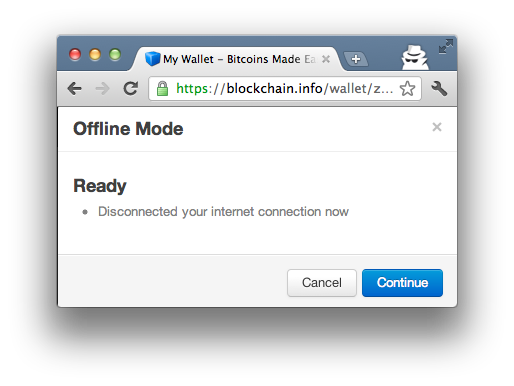 My Wallet – Bitcoins Made Ea
https://blockchain.info/wallet/z...
Offline Mode
Ready
• Disconnected your internet connection now
Cancel Continue